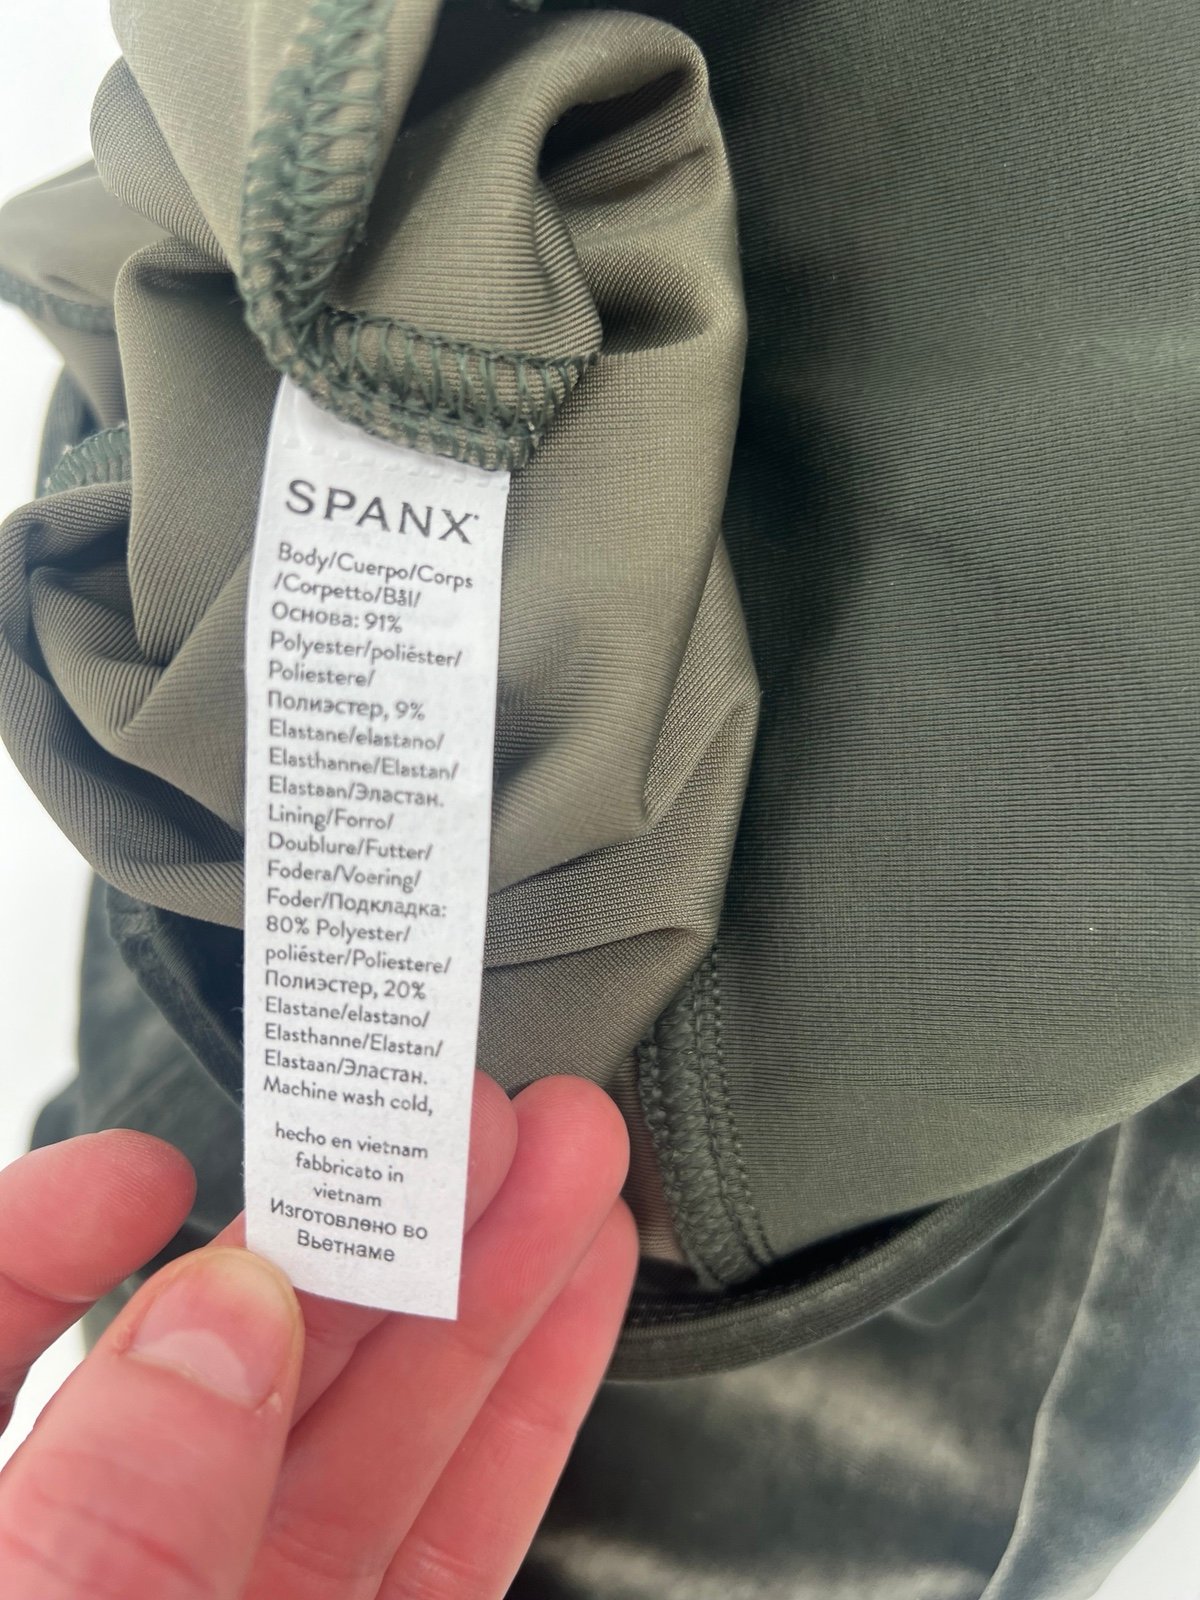 SPANX
Body/Cuerpo/Corps
/Corpetto/Bål/
Основа: 91%
Polyester/poliéster/
Poliestere/
Полиэстер, 9%
Elastane/elastano/
Elasthanne/Elastan/
Elastaan/Эластан.
Lining/Forro/
Doublure/Futter/
Fodera/Voering/
Foder/Подкладка:
80% Polyester/
poliéster/Poliestere/
Полиэстер, 20%
Elastane/elastano/
Elasthanne/Elastan/
Elastaan/Эластан.
Machine wash cold,
hecho en vietnam
fabbricato in
vietnam
Изготовлено во
Вьетнаме